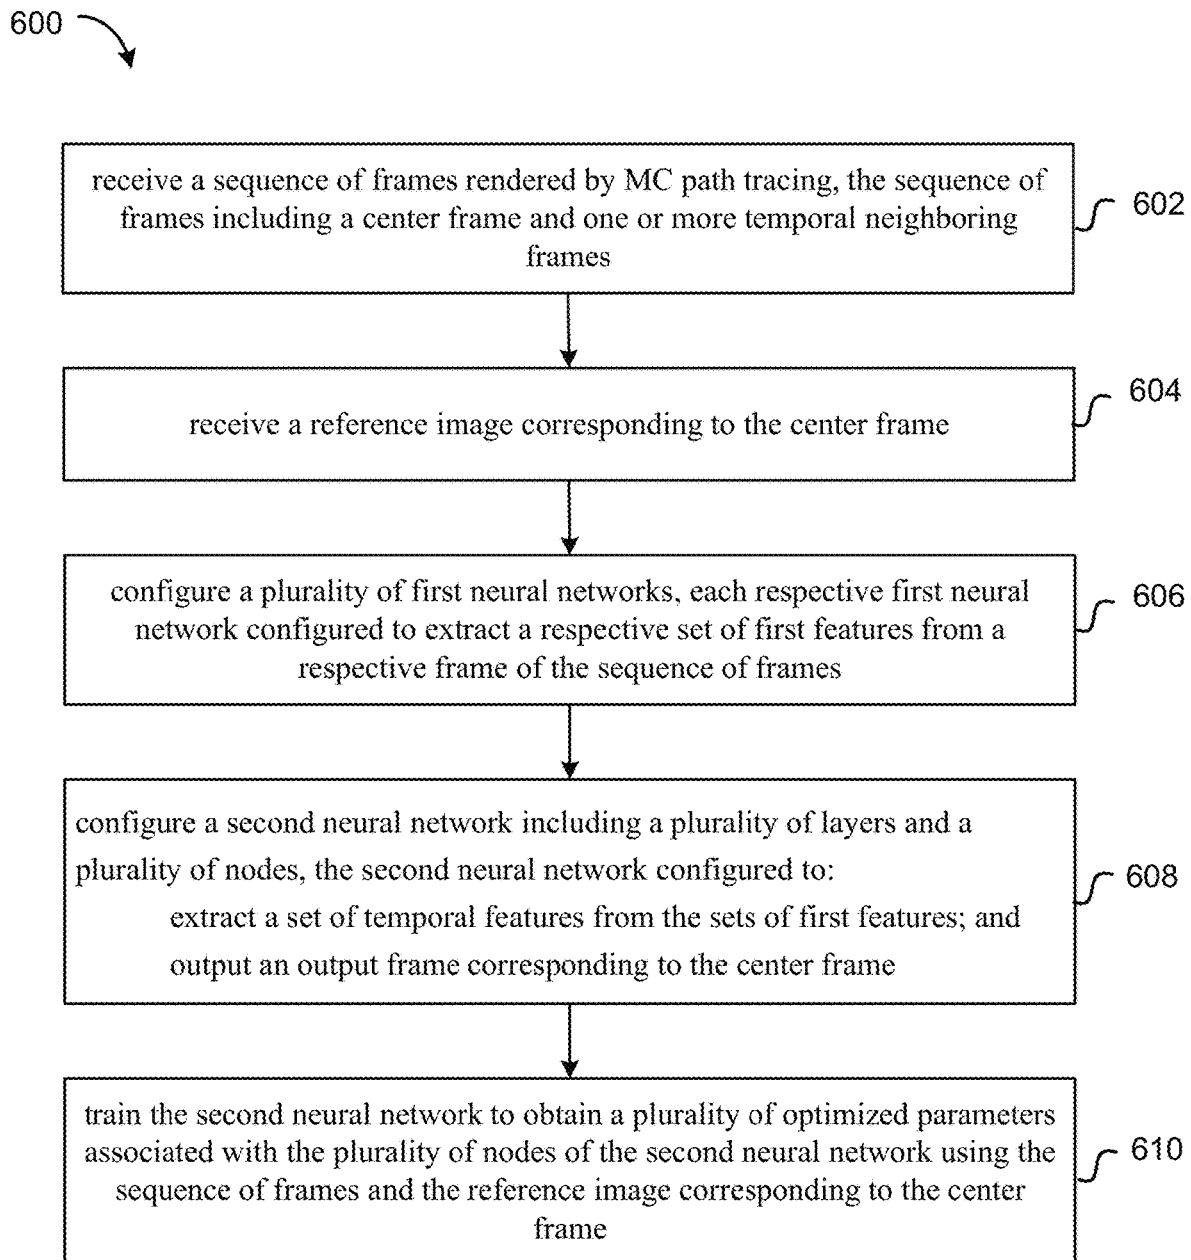 600
receive a sequence of frames rendered by MC path tracing, the sequence of
frames including a center frame and one or more temporal neighboring
frames
602
receive a reference image corresponding to the center frame
604
configure a plurality of first neural networks, each respective first neural
network configured to extract a respective set of first features from a
respective frame of the sequence of frames
606
configure a second neural network including a plurality of layers and a
plurality of nodes, the second neural network configured to:
extract a set of temporal features from the sets of first features; and
output an output frame corresponding to the center frame
608
train the second neural network to obtain a plurality of optimized parameters
associated with the plurality of nodes of the second neural network using the
sequence of frames and the reference image corresponding to the center
frame
610